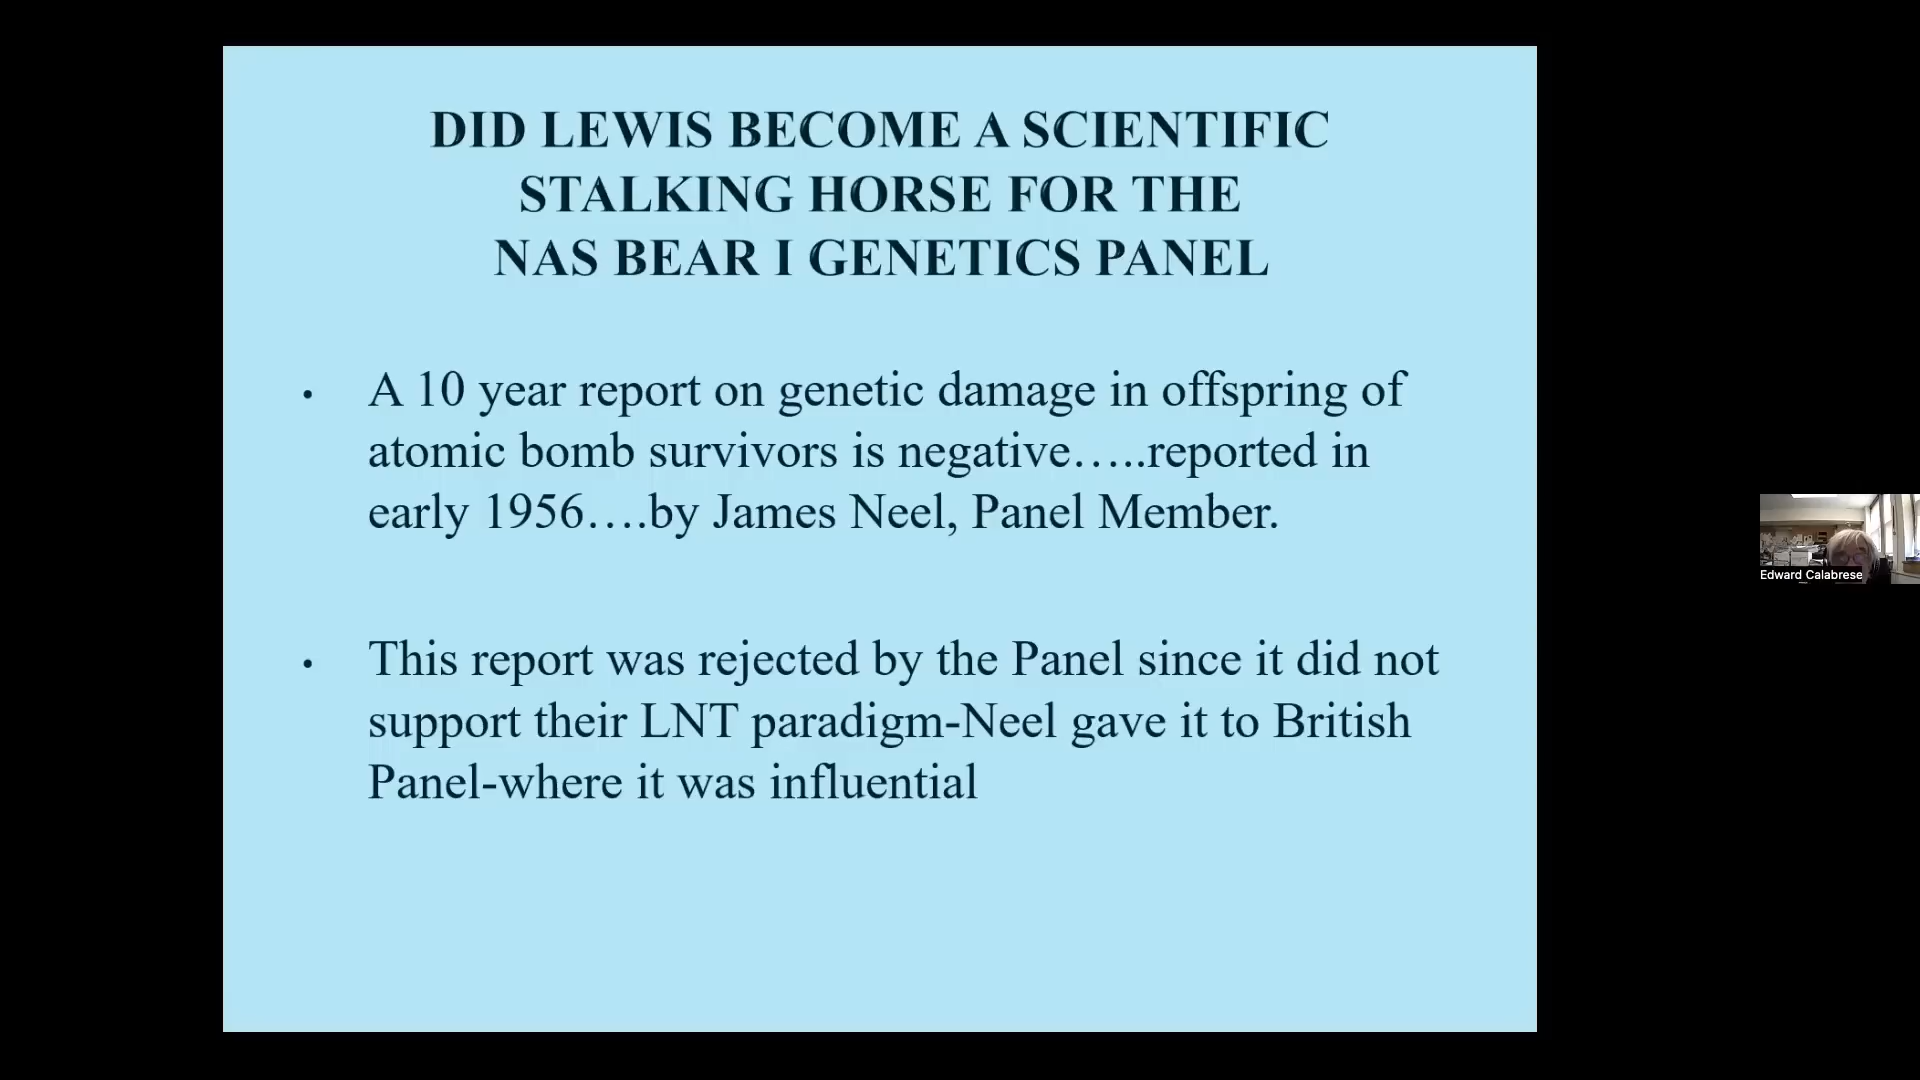 DID LEWIS BECOME A SCIENTIFIC
STALKING HORSE FOR THE
NAS BEAR I GENETICS PANEL
• A 10 year report on genetic damage in offspring of
atomic bomb survivors is negative…..reported in
early 1956….by James Neel, Panel Member.
• This report was rejected by the Panel since it did not
support their LNT paradigm-Neel gave it to British
Panel-where it was influential
Edward Calabrese